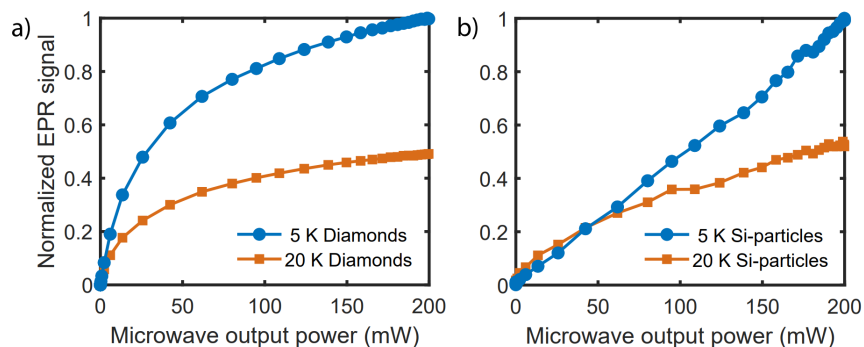 a)
Normalized EPR signal
1
0.8
0.6
0.4
0.2
0
5 K Diamonds
20 K Diamonds
0 50 100 150 200
Microwave output power (mW)
b)
1
0.8
0.6
0.4
0.2
0
5 K Si-particles
20 K Si-particles
0 50 100 150 200
Microwave output power (mW)